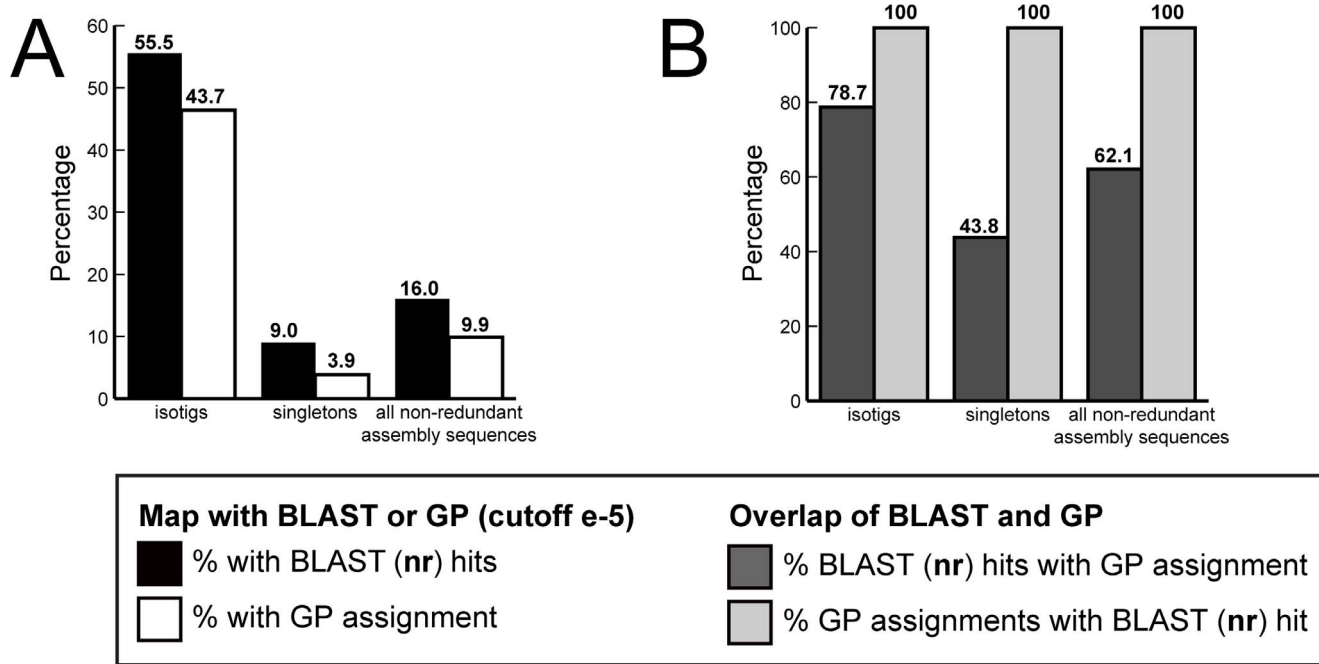 A
Percentage
60
50
40
30
20
10
0
55.5
43.7
9.0
3.9
16.0
9.9
isotigs
singletons
all non-redundant
assembly sequences
B
Percentage
100
80
60
40
20
0
78.7
100
43.8
100
62.1
100
isotigs
singletons
all non-redundant
assembly sequences
Map with BLAST or GP (cutoff e-5)
% with BLAST (nr) hits
% with GP assignment
Overlap of BLAST and GP
% BLAST (nr) hits with GP assignment
% GP assignments with BLAST (nr) hit